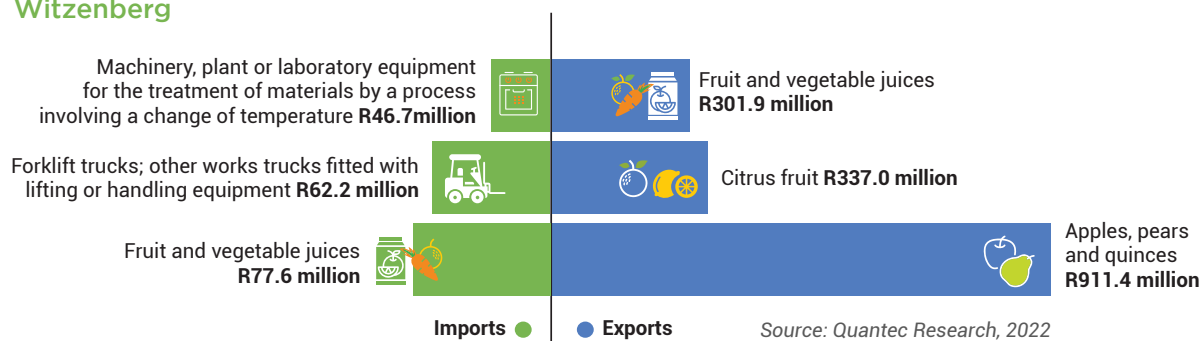 Witzenberg
Machinery, plant or laboratory equipment
for the treatment of materials by a process
involving a change of temperature R46.7million
Fruit and vegetable juices
R301.9 million
Forklift trucks; other works trucks fitted with
lifting or handling equipment R62.2 million
Citrus fruit R337.0 million
Fruit and vegetable juices
R77.6 million
Apples, pears
and quinces
R911.4 million
Imports
Exports
Source: Quantec Research, 2022